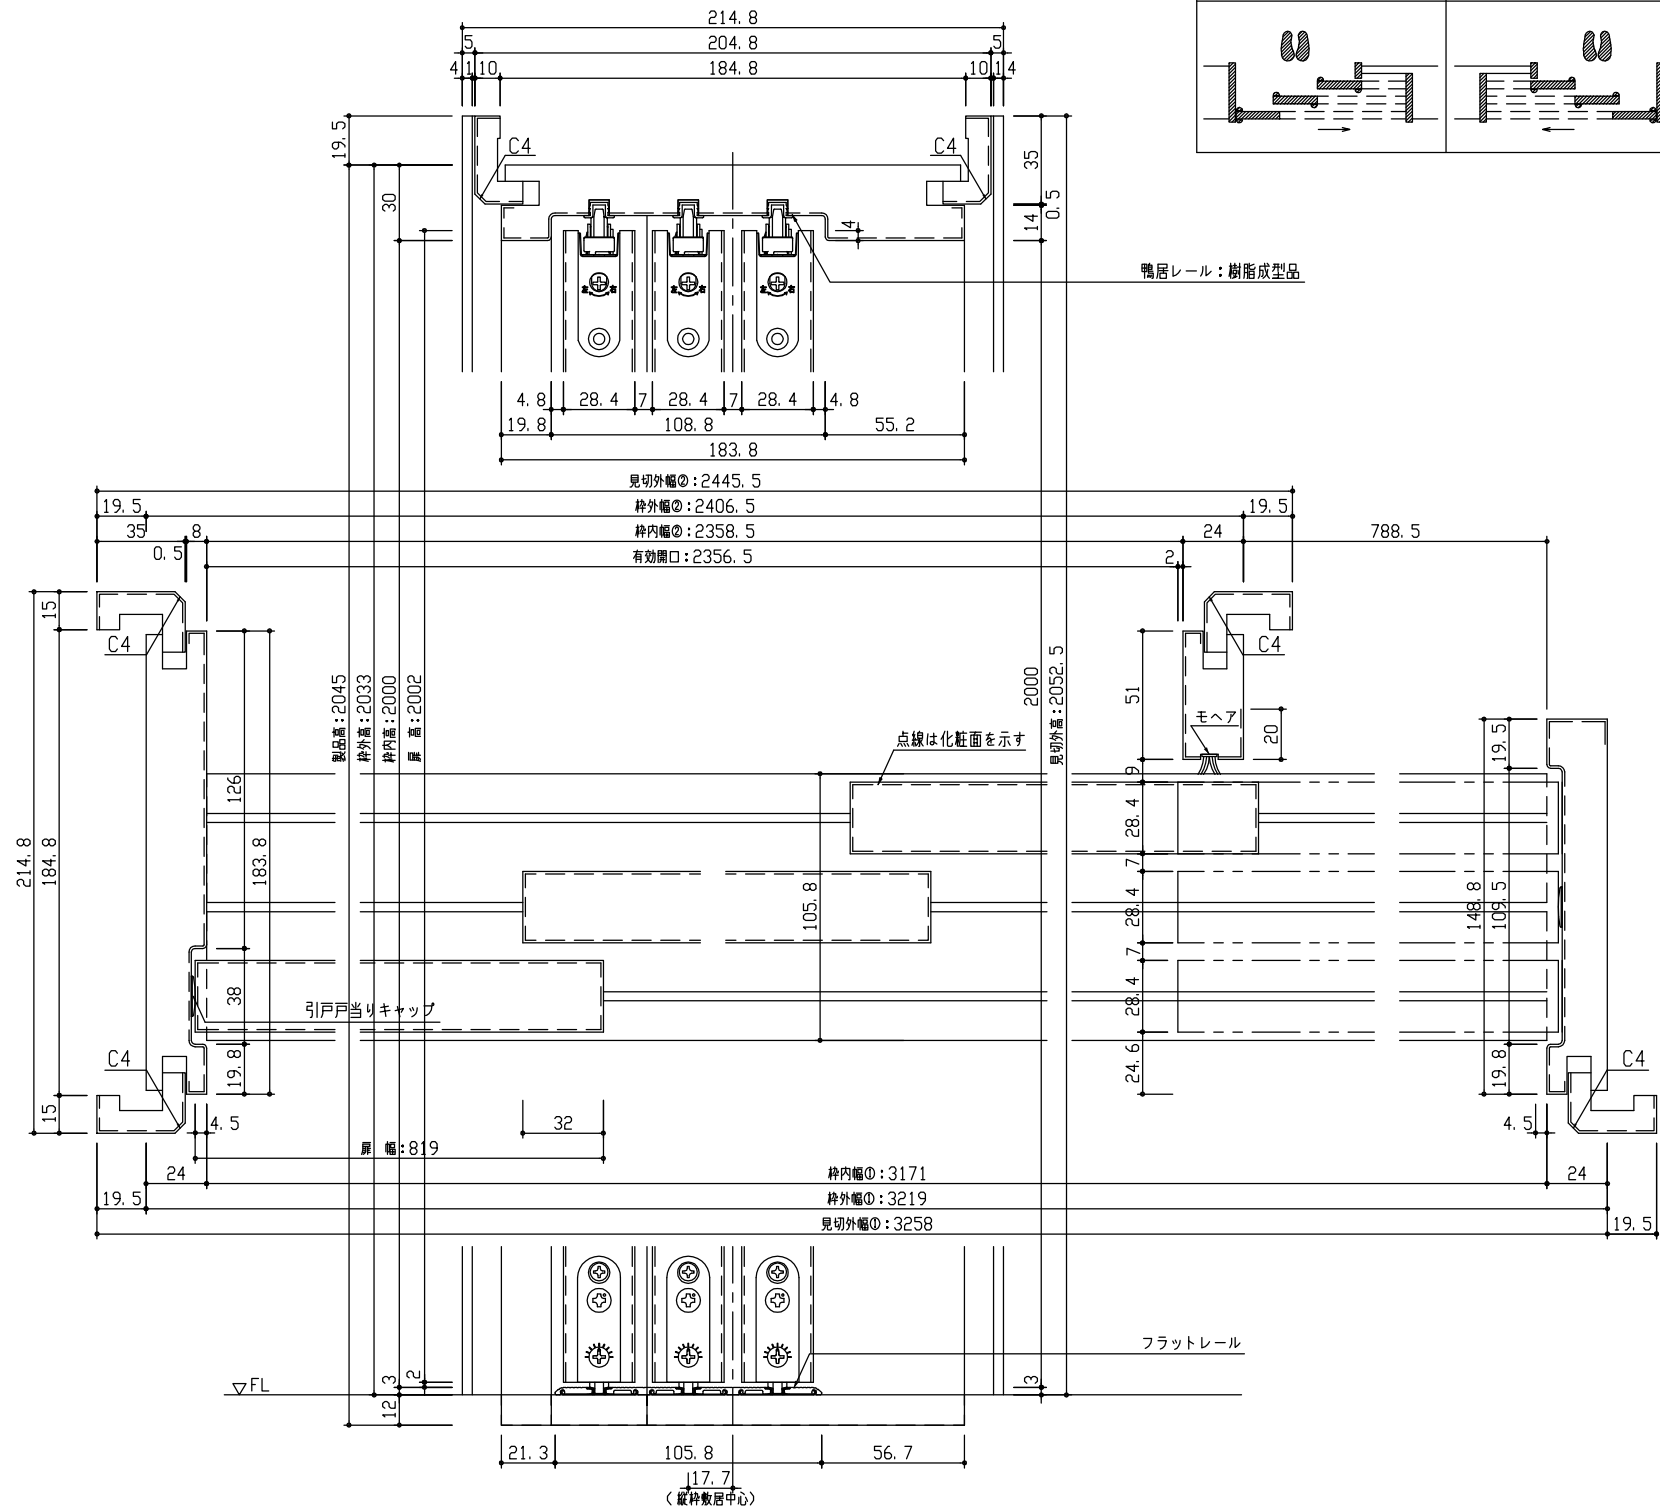 214.8
5
204.8
5
4
1
10
184.8
10
1
4
19.5
C4
C4
35
30
0.5
14
4
鴨居レール：樹脂成型品
4.8
28.4
7
28.4
7
28.4
4.8
19.8
108.8
55.2
183.8
見切外幅②：2445.5
19.5
枠外幅②：2406.5
19.5
35
8
枠内幅②：2358.5
24
788.5
0.5
有効開口：2356.5
2
15
C4
C4
製品高：2045
枠外高：2033
枠内高：2000
扉 高：2002
2000
見切外高：2052.5
51
モヘア
20
19.5
点線は化粧面を示す
126
9
28.4
214.8
184.8
183.8
7
105.8
28.4
148.8
109.5
7
38
引戸戸当りキャップ
28.4
C4
19.8
24.6
19.8
C4
15
4.5
32
4.5
扉 幅：819
24
枠内幅①：3171
24
19.5
枠外幅①：3219
見切外幅①：3258
19.5
フラットレール
▽FL
3
2
3
12
21.3
105.8
56.7
17.7
（縦枠敷居中心）